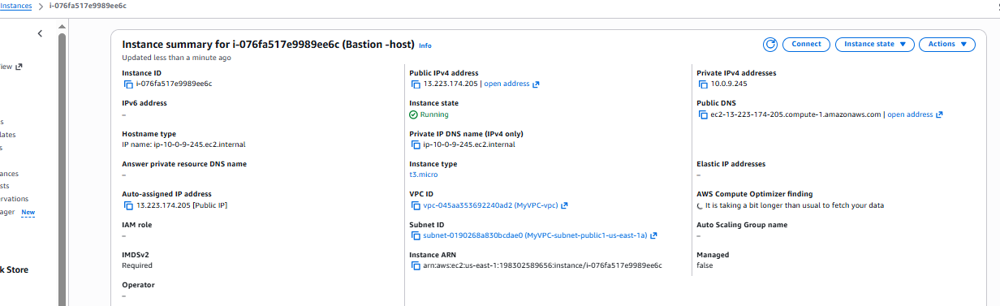 Instances > i-076fa517e9989ee6c
iew
s
lates
s
ances
sts
ervations
ager New
k Store
Instance summary for i-076fa517e9989ee6c (Bastion -host) Info
Updated less than a minute ago
Connect
Instance state ▼
Actions ▼
Instance ID
i-076fa517e9989ee6c
Public IPv4 address
13.223.174.205 | open address
Private IPv4 addresses
10.0.9.245
IPv6 address
–
Instance state
Running
Public DNS
ec2-13-223-174-205.compute-1.amazonaws.com | open address
Hostname type
IP name: ip-10-0-9-245.ec2.internal
Private IP DNS name (IPv4 only)
ip-10-0-9-245.ec2.internal
Answer private resource DNS name
–
Instance type
t3.micro
Elastic IP addresses
–
Auto-assigned IP address
13.223.174.205 [Public IP]
VPC ID
vpc-045aa353692240ad2 (MyVPC-vpc)
AWS Compute Optimizer finding
It is taking a bit longer than usual to fetch your data
IAM role
–
Subnet ID
subnet-0190268a830bcdae0 (MyVPC-subnet-public1-us-east-1a)
Auto Scaling Group name
–
IMDSv2
Required
Instance ARN
arn:aws:ec2:us-east-1:198302589656:instance/i-076fa517e9989ee6c
Managed
false
Operator
–